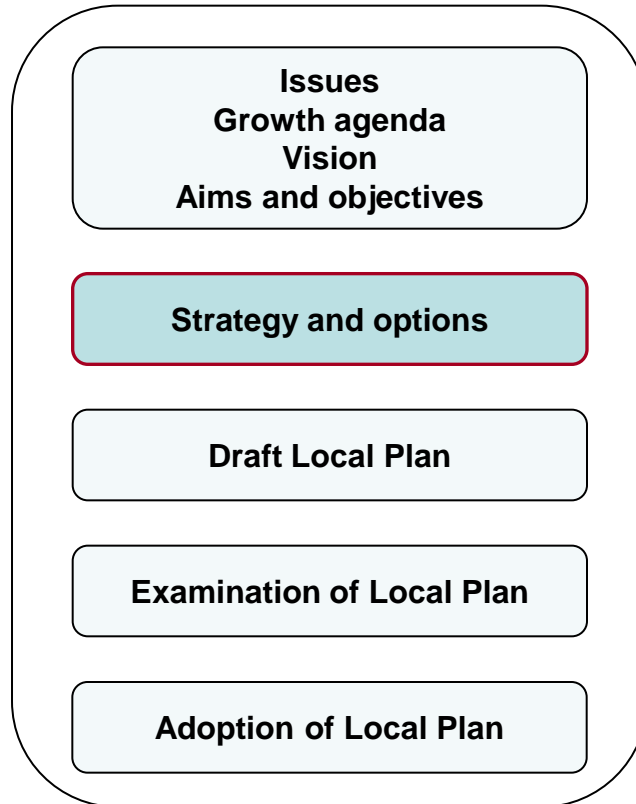 Issues
Growth agenda
Vision
Aims and objectives
Strategy and options
Draft Local Plan
Examination of Local Plan
Adoption of Local Plan